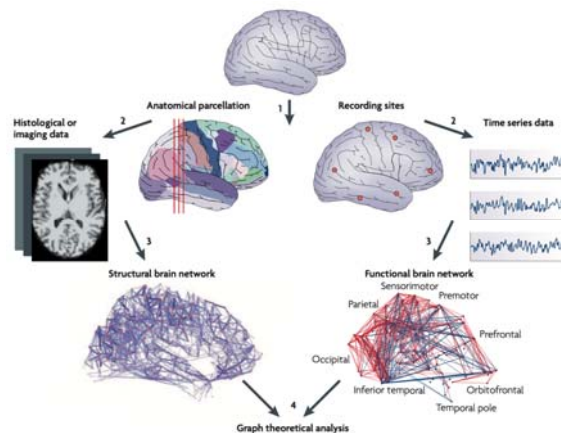 Anatomical parcellation
1
Recording sites
Histological or
imaging data
2
2
Time series data
3
3
Structural brain network
Functional brain network
Sensorimotor
Premotor
Parietal
Prefrontal
Occipital
Inferior temporal
Orbitofrontal
Temporal pole
4
Graph theoretical analysis